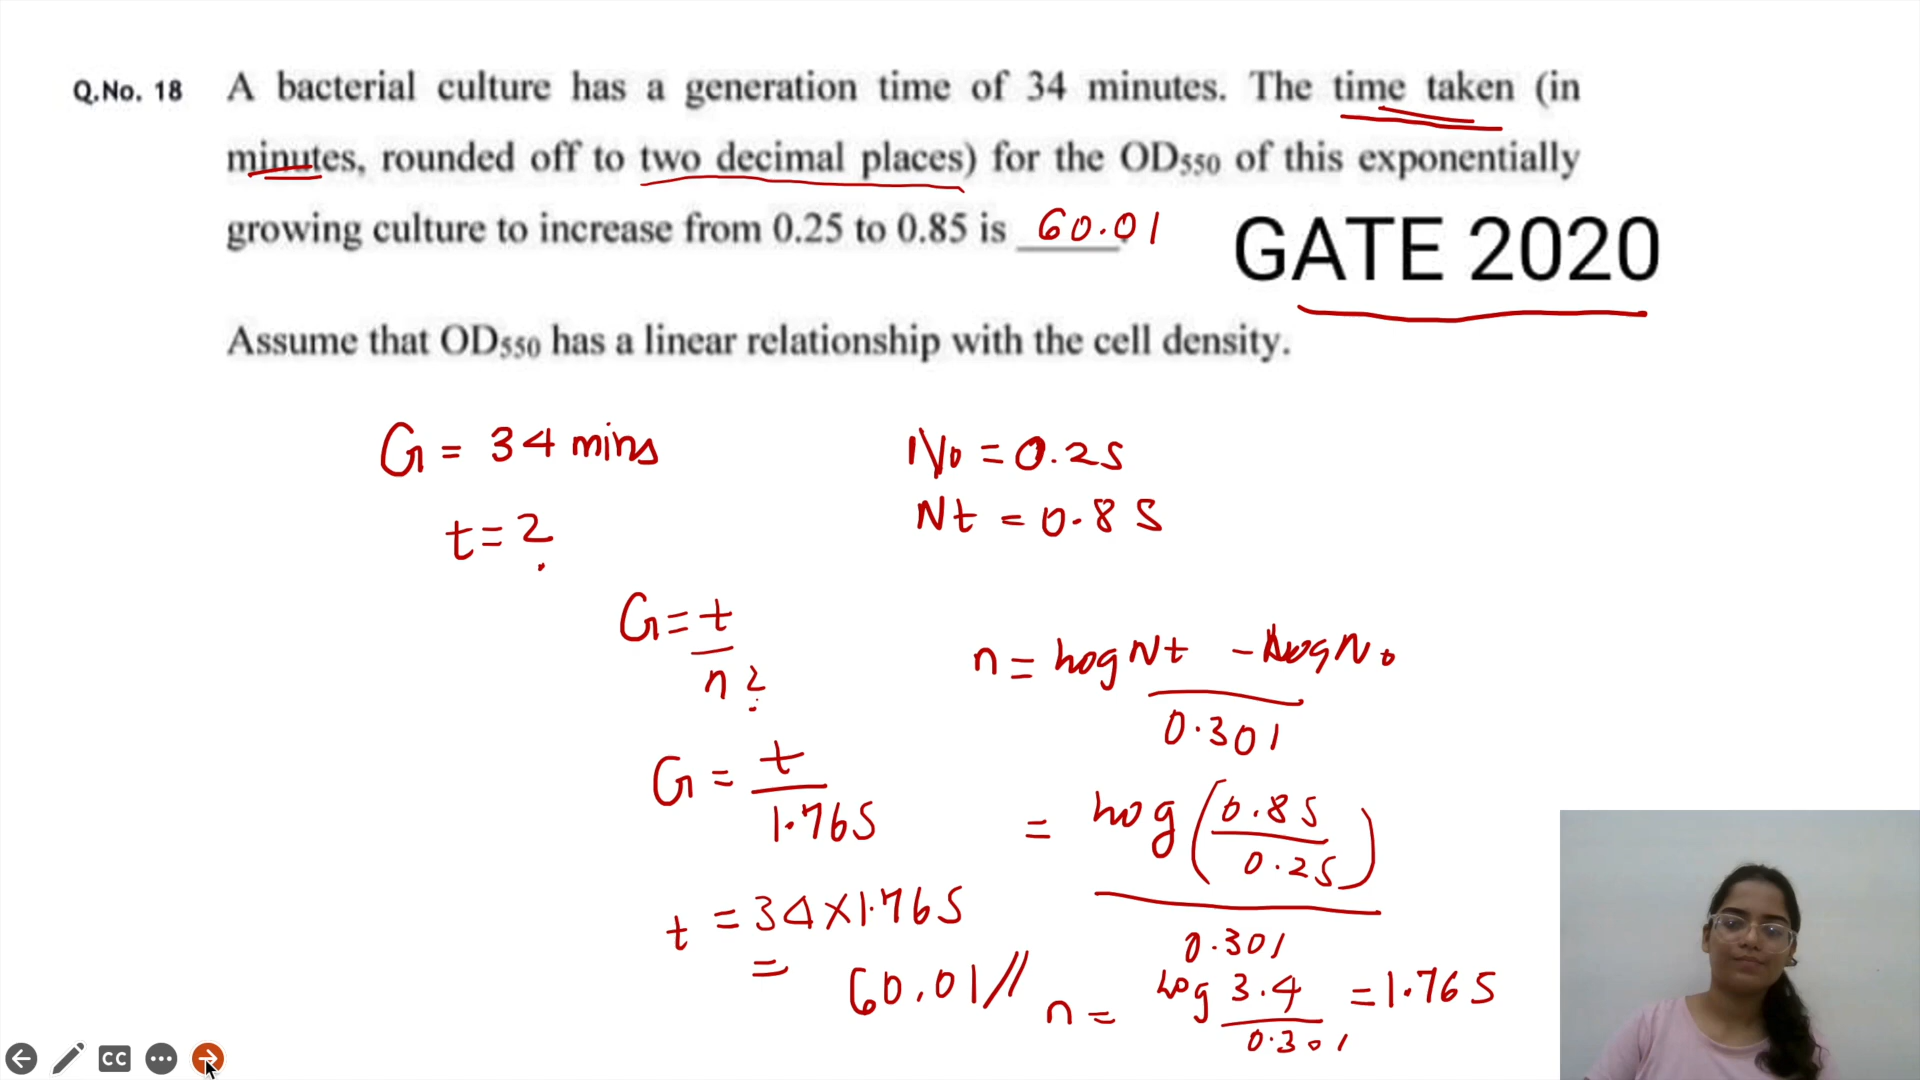 Q.No. 18 A bacterial culture has a generation time of 34 minutes. The time taken (in
minutes, rounded off to two decimal places) for the OD550 of this exponentially
growing culture to increase from 0.25 to 0.85 is 60.01
GATE 2020
Assume that OD550 has a linear relationship with the cell density.
G = 34 mins
N0 = 0.25
t = ?
Nt = 0.85
G = t
n ?
n = log Nt - log N0
0.301
G = t
1.765
= log (0.85
0.25)
0.301
t = 34 x 1.765
= 60.01 //
n = log 3.4 = 1.765
0.301
CC